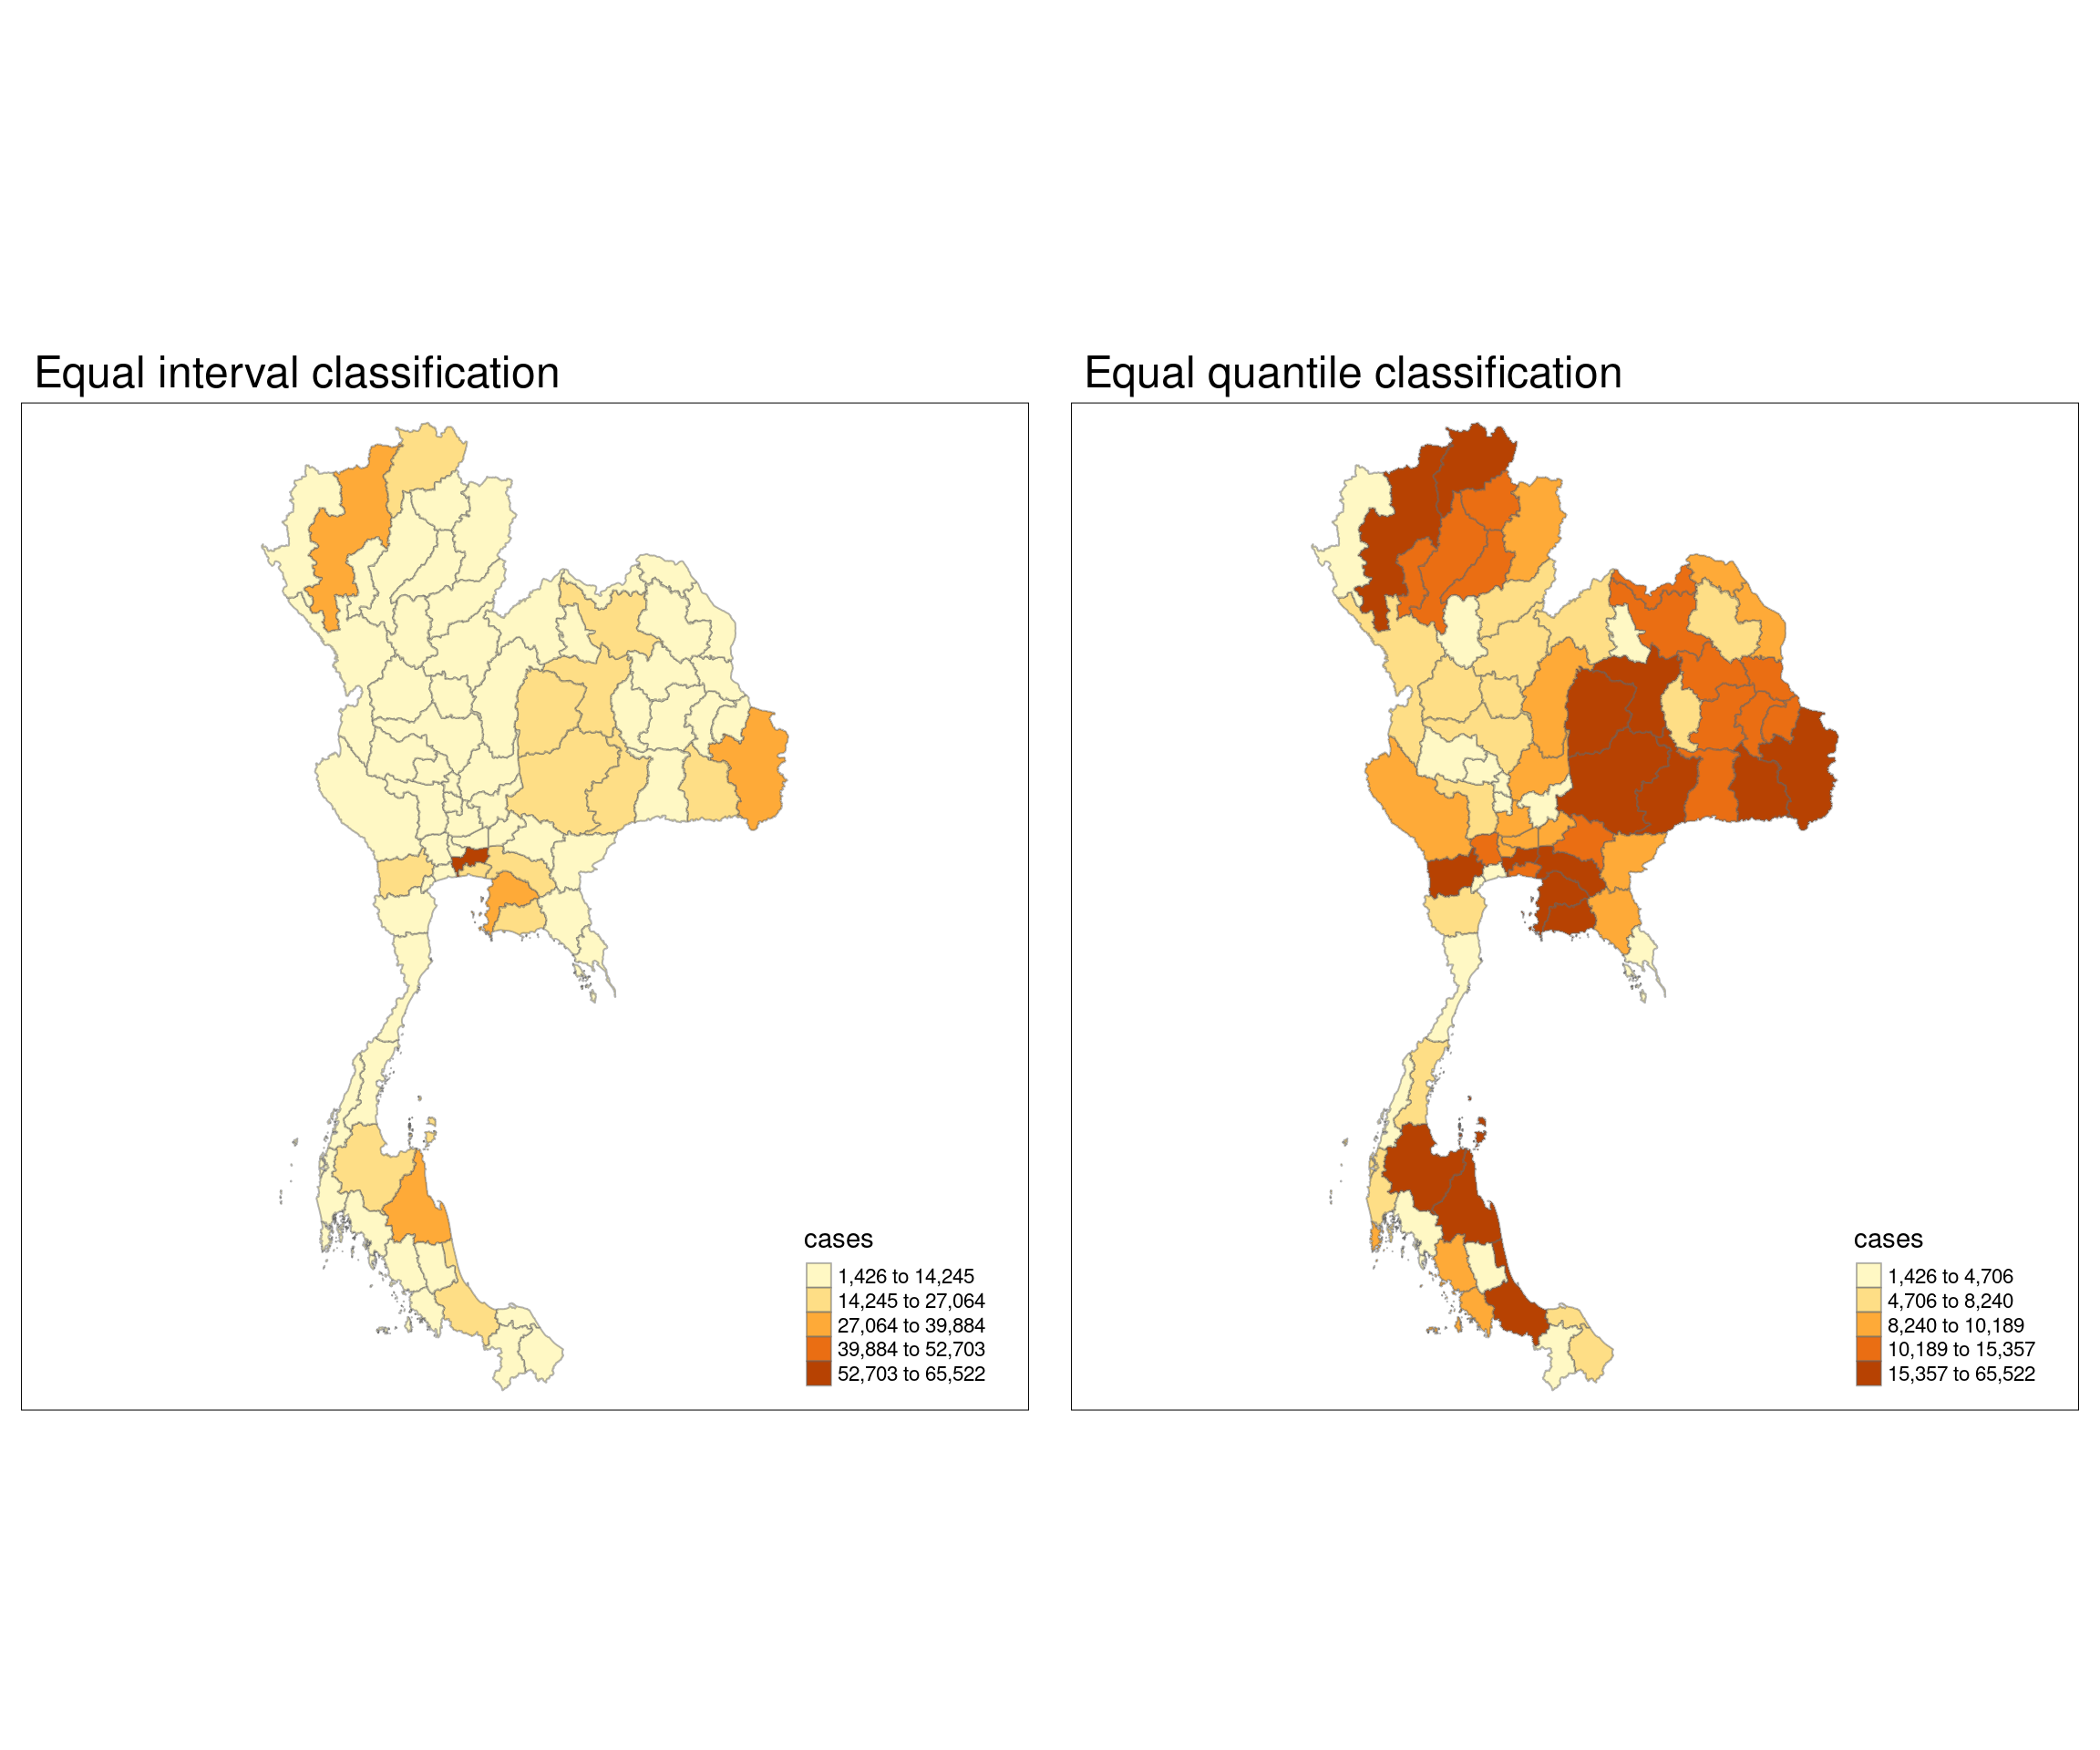 Equal interval classification
cases
1,426 to 14,245
14,245 to 27,064
27,064 to 39,884
39,884 to 52,703
52,703 to 65,522
Equal quantile classification
cases
1,426 to 4,706
4,706 to 8,240
8,240 to 10,189
10,189 to 15,357
15,357 to 65,522